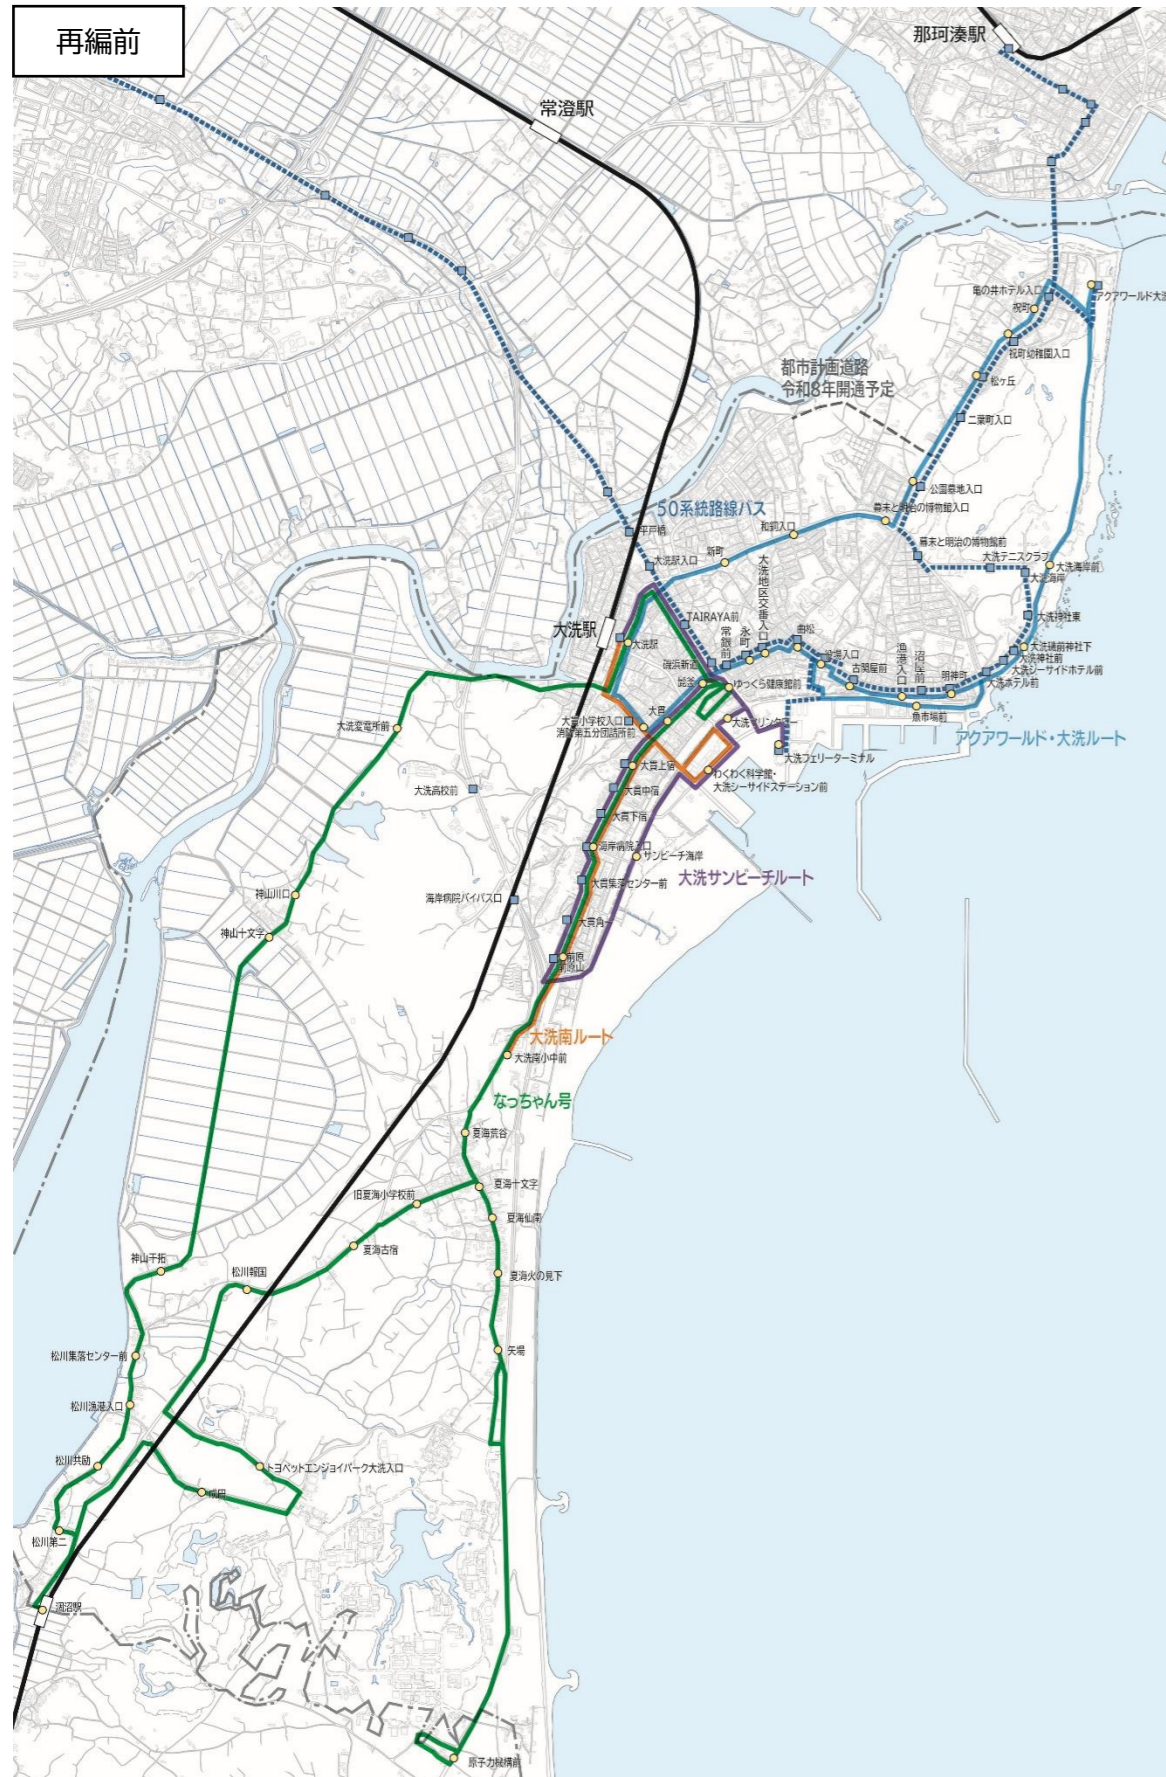 再編前
那珂湊駅
常澄駅
亀の井ホテル入口
アクアワールド大洗
祝町
祝町幼稚園入口
都市計画道路
令和8年開通予定
松ヶ丘
二葉町入口
公園墓地入口
50系統路線バス
幕末と明治の博物館入口
平戸橋
和銅入口
新町
幕末と明治の博物館前
大洗駅入口
大洗テニスクラブ
大洗海岸
大洗海岸前
大洗地区交番入口
TAIRAYA前
大洗神社東
大洗駅
大洗駅
常銀前
永町
曲松
磯浜新道
役場入口
漁港入口
大洗磯前神社下
大洗神社前
大洗シーサイドホテル前
大洗ホテル前
古関屋前
明神町
ゆっくら健康館前
魚市場前
大貫
大貫小学校入口
消防第五分団詰所前
大洗マリンタワー
大洗変電所前
アクアワールド・大洗ルート
大洗フェリーターミナル
大貫上宿
わくわく科学館・
大洗シーサイドステーション前
大洗高校前
大貫中宿
大貫下宿
海岸病院入口
サンビーチ海岸
大貫集落センター前
大洗サンビーチルート
神山川口
海岸病院バイパス口
大貫角一
神山十文字
前原
大洗南ルート
大洗南小中前
なっちゃん号
夏海荒谷
夏海十文字
旧夏海小学校前
夏海仙南
夏海古宿
神山干拓
夏海火の見下
松川報国
矢場
松川集落センター前
松川漁港入口
松川共励
トヨペットエンジョイパーク大洗入口
成田
松川第二
涸沼駅
原子力機構前